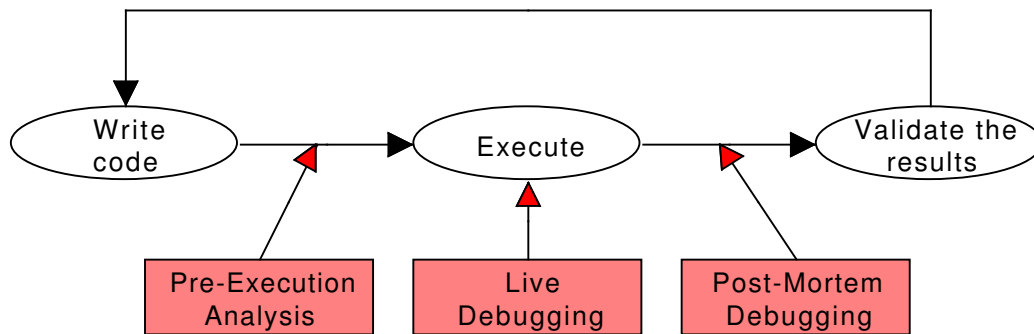 Write
code
Execute
Validate the
results
Pre-Execution
Analysis
Live
Debugging
Post-Mortem
Debugging